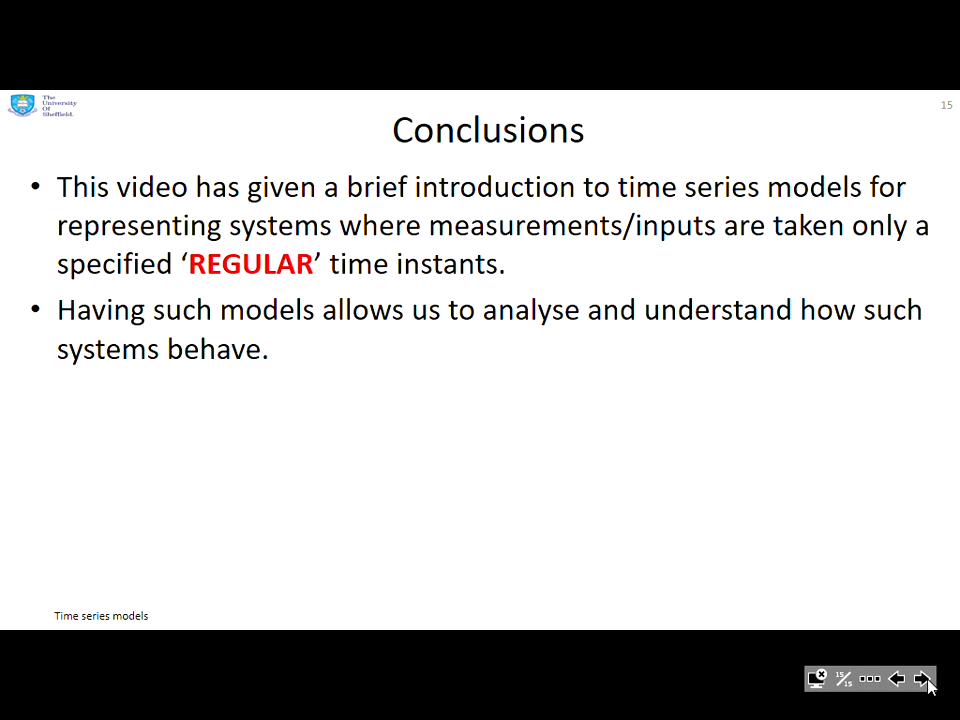 The
University
Of
Sheffield.
15
Conclusions
• This video has given a brief introduction to time series models for
representing systems where measurements/inputs are taken only a
specified ‘REGULAR’ time instants.
• Having such models allows us to analyse and understand how such
systems behave.
Time series models
15/15